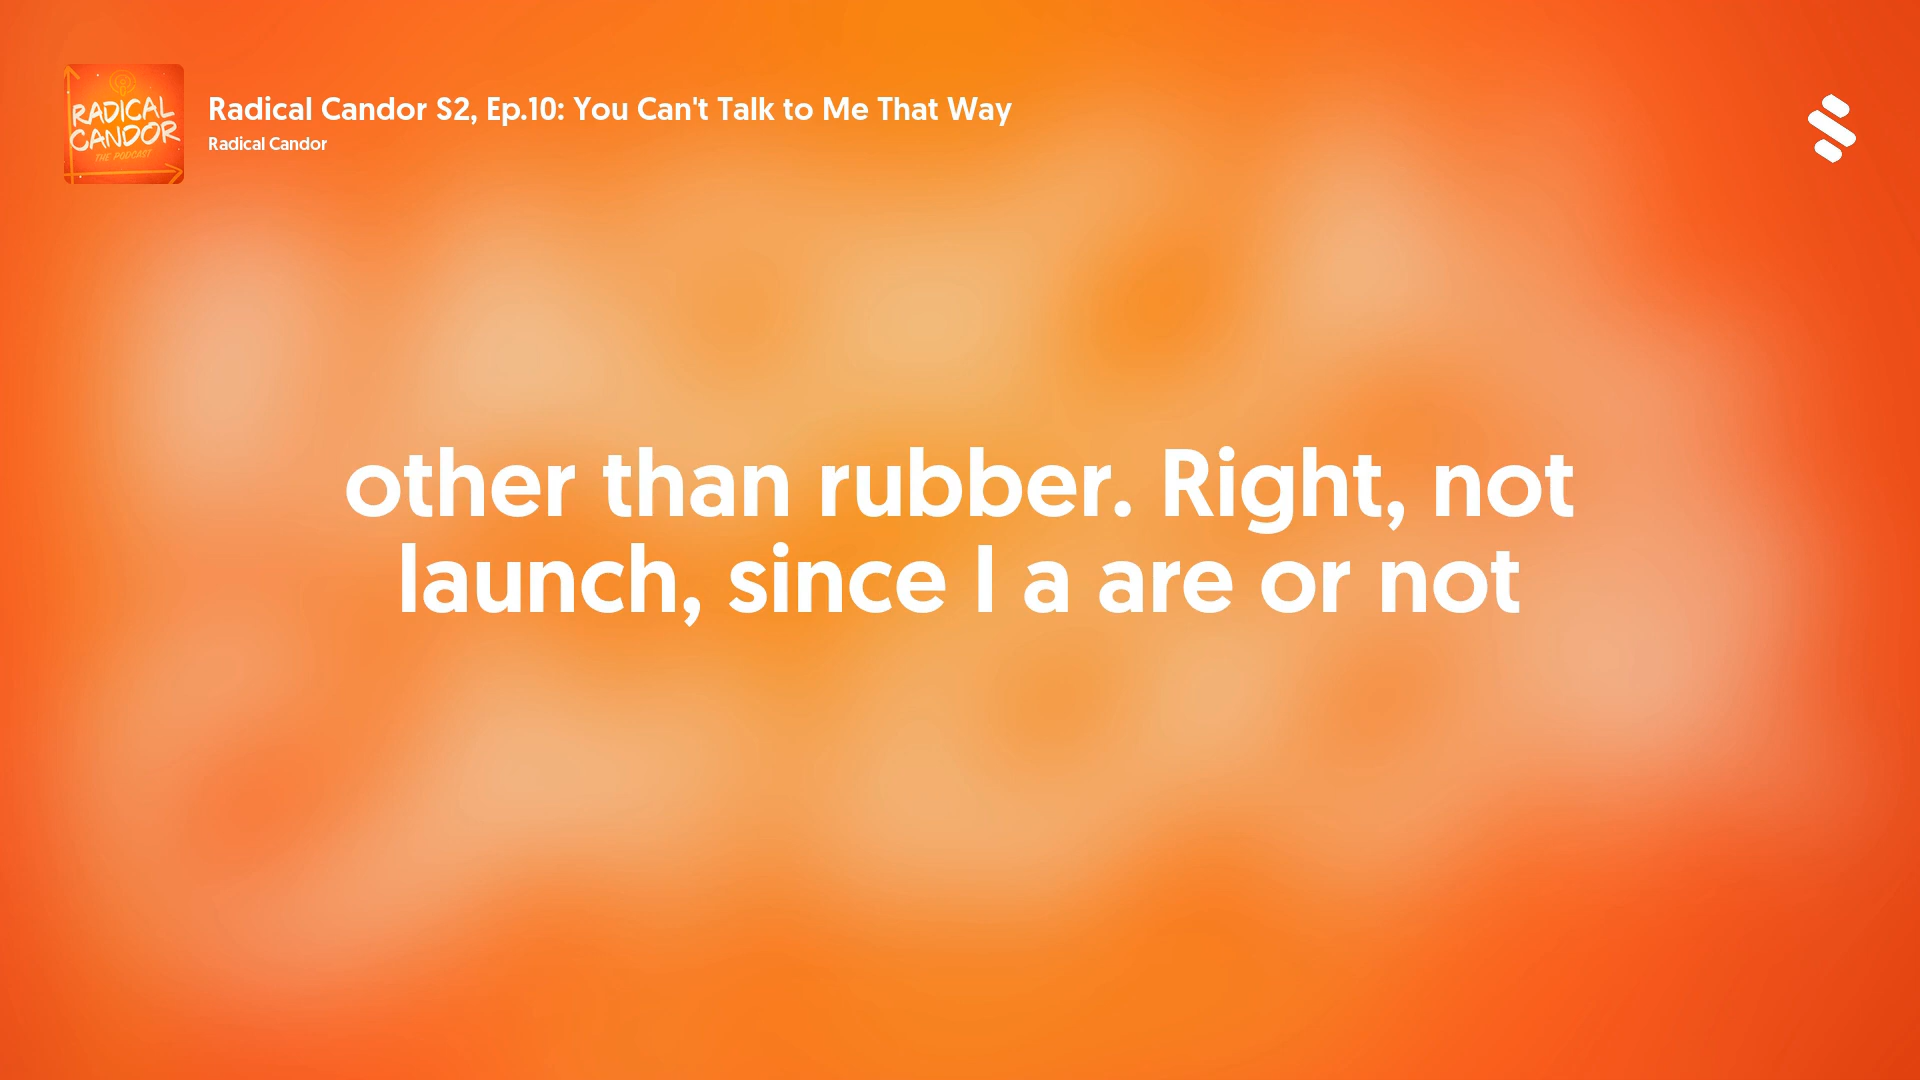 RADICAL
CANDOR
THE PODCAST
Radical Candor S2, Ep.10: You Can't Talk to Me That Way
Radical Candor
other than rubber. Right, not
launch, since I a are or not